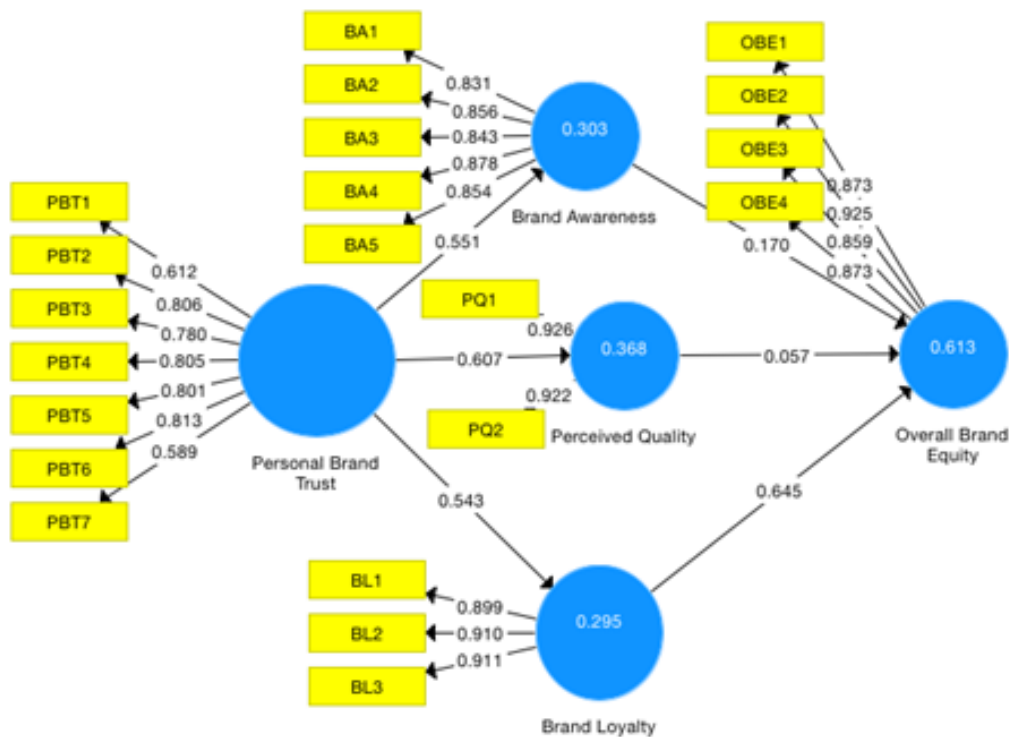 BA1
BA2
BA3
BA4
BA5
0.831
0.856
0.843
0.878
0.854
0.303
Brand Awareness
OBE1
OBE2
OBE3
OBE4
0.873
0.925
0.859
0.873
0.170
PBT1
PBT2
PBT3
PBT4
PBT5
PBT6
PBT7
0.612
0.806
0.780
0.805
0.801
0.813
0.589
Personal Brand
Trust
0.551
0.607
0.543
PQ1
PQ2
0.926
0.922
0.368
Perceived Quality
0.057
0.613
Overall Brand
Equity
0.645
BL1
BL2
BL3
0.899
0.910
0.911
0.295
Brand Loyalty